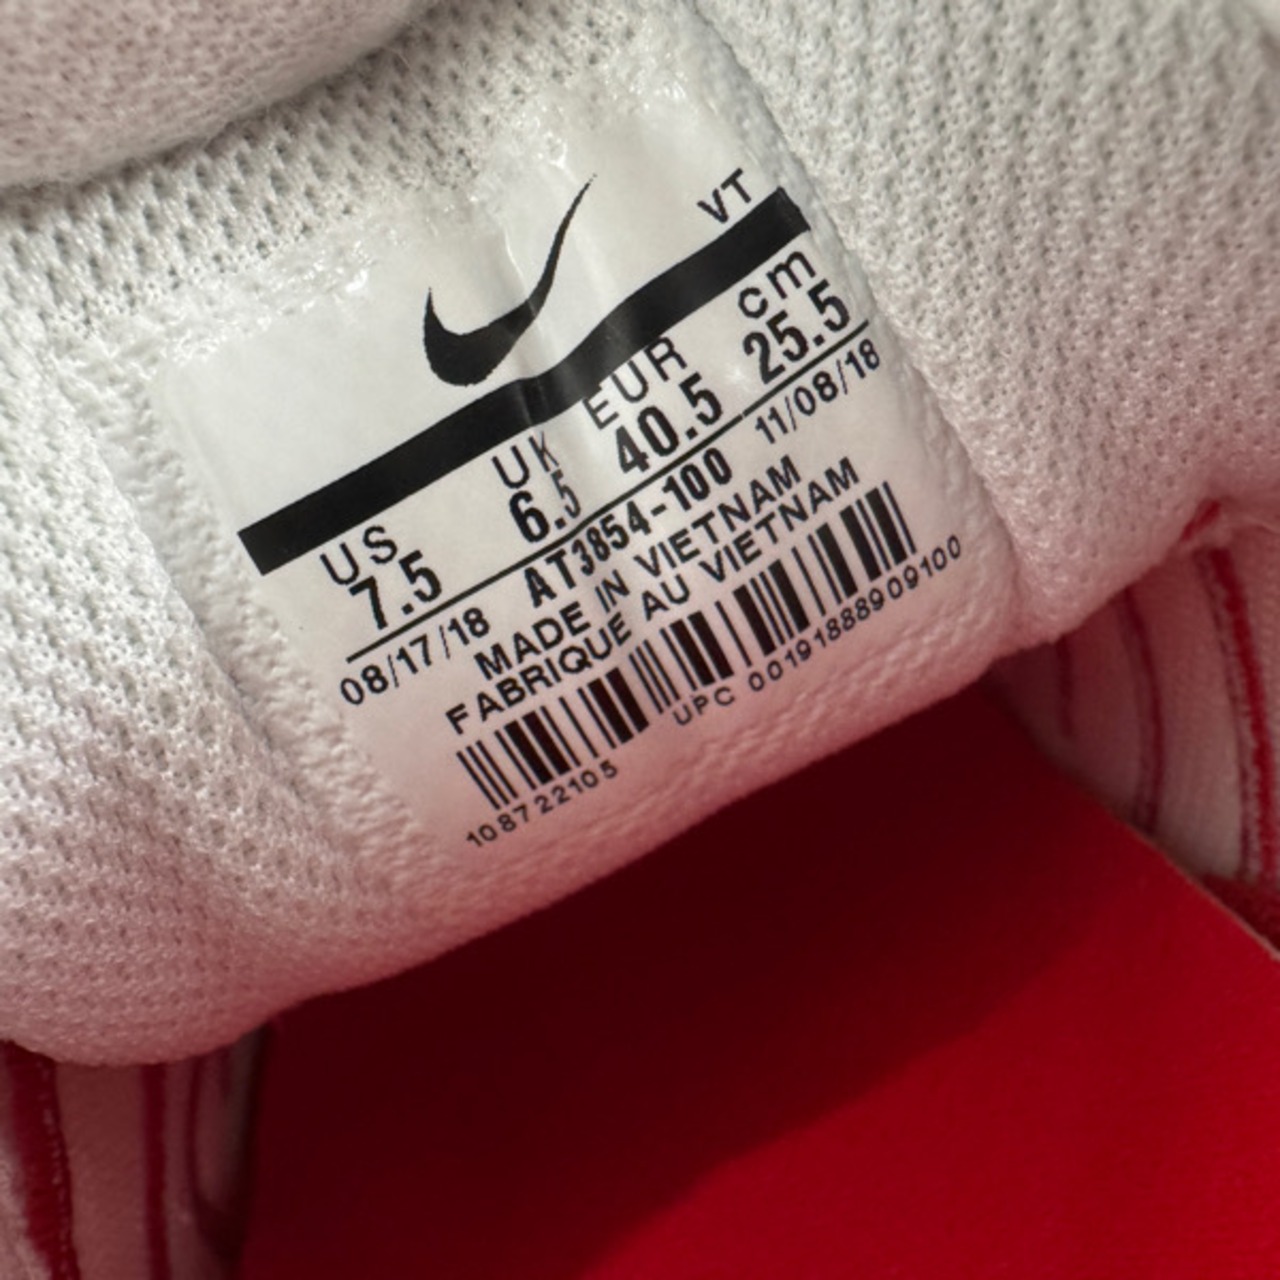 VT
US UK EUR cm
7.5 6.5 40.5 25.5
08/17/18 AT3854-100 11/08/18
MADE IN VIETNAM
FABRIQUE AU VIETNAM
UPC 00191888909100
108722105